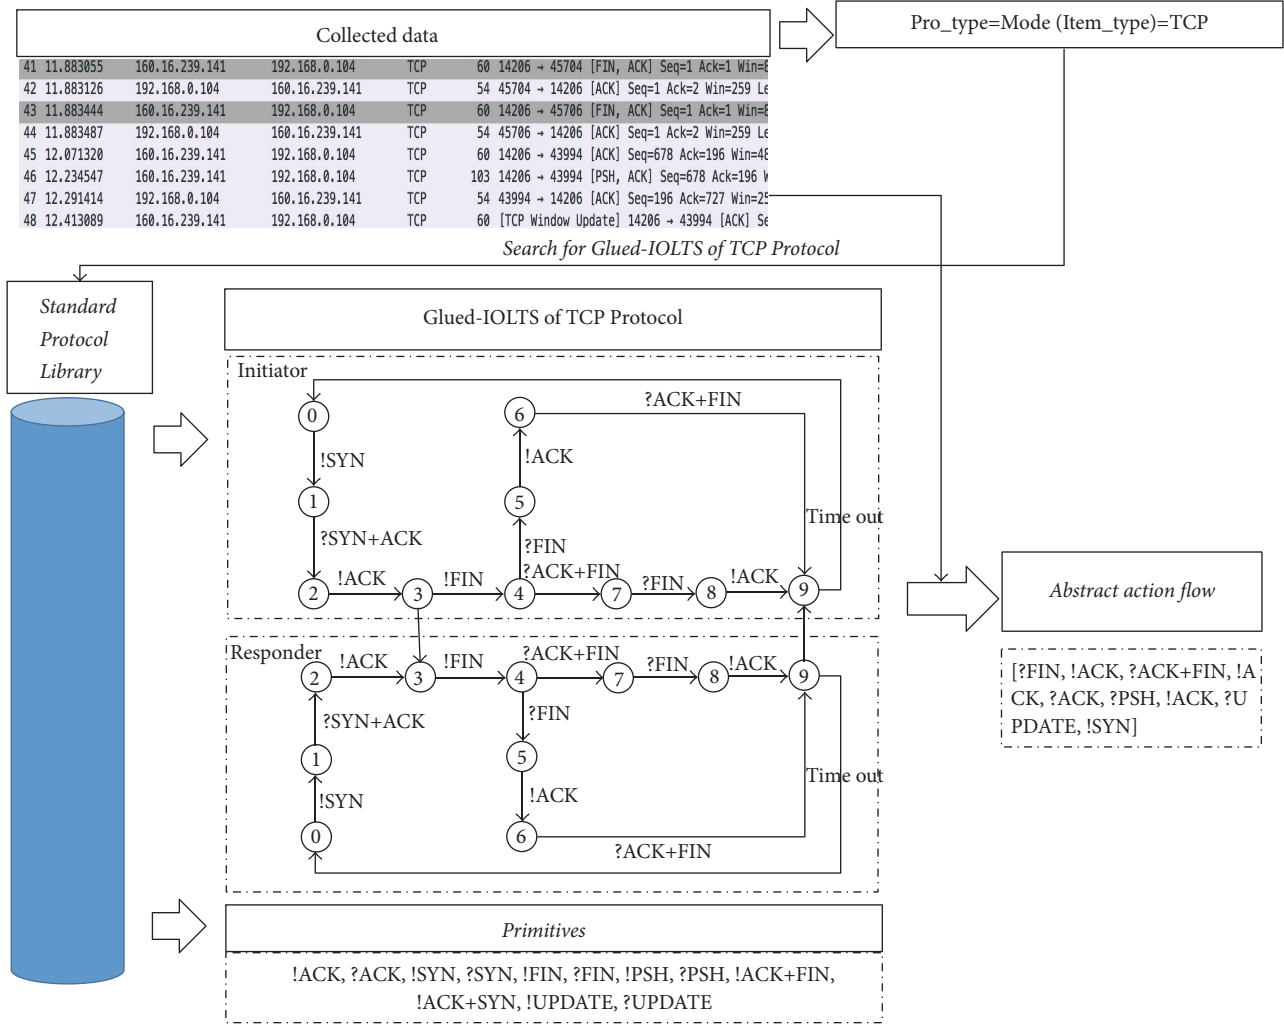 Collected data
Pro_type=Mode (Item_type)=TCP
41 11.883055 160.16.239.141 192.168.0.104 TCP 60 14206 → 45704 [FIN, ACK] Seq=1 Ack=1 Win=8
42 11.883126 192.168.0.104 160.16.239.141 TCP 54 45704 → 14206 [ACK] Seq=1 Ack=2 Win=259 Le
43 11.883444 160.16.239.141 192.168.0.104 TCP 60 14206 → 45706 [FIN, ACK] Seq=1 Ack=1 Win=8
44 11.883487 192.168.0.104 160.16.239.141 TCP 54 45706 → 14206 [ACK] Seq=1 Ack=2 Win=259 Le
45 12.071320 160.16.239.141 192.168.0.104 TCP 60 14206 → 43994 [ACK] Seq=678 Ack=196 Win=48
46 12.234547 160.16.239.141 192.168.0.104 TCP 103 14206 → 43994 [PSH, ACK] Seq=678 Ack=196 W
47 12.291414 192.168.0.104 160.16.239.141 TCP 54 43994 → 14206 [ACK] Seq=196 Ack=727 Win=25
48 12.413089 160.16.239.141 192.168.0.104 TCP 60 [TCP Window Update] 14206 → 43994 [ACK] Se
Search for Glued-IOLTS of TCP Protocol
Standard
Protocol
Library
Glued-IOLTS of TCP Protocol
Initiator
0
6
?ACK+FIN
!SYN
!ACK
1
5
Time out
?SYN+ACK
?FIN
!ACK
!FIN
?ACK+FIN
?FIN
!ACK
2
3
4
7
8
9
Responder
!ACK
!FIN
?ACK+FIN
?FIN
!ACK
2
3
4
7
8
9
?SYN+ACK
?FIN
1
5
Time out
!SYN
!ACK
0
6
?ACK+FIN
Abstract action flow
[?FIN, !ACK, ?ACK+FIN, !A
CK, ?ACK, ?PSH, !ACK, ?U
PDATE, !SYN]
Primitives
!ACK, ?ACK, !SYN, ?SYN, !FIN, ?FIN, !PSH, ?PSH, !ACK+FIN,
!ACK+SYN, !UPDATE, ?UPDATE